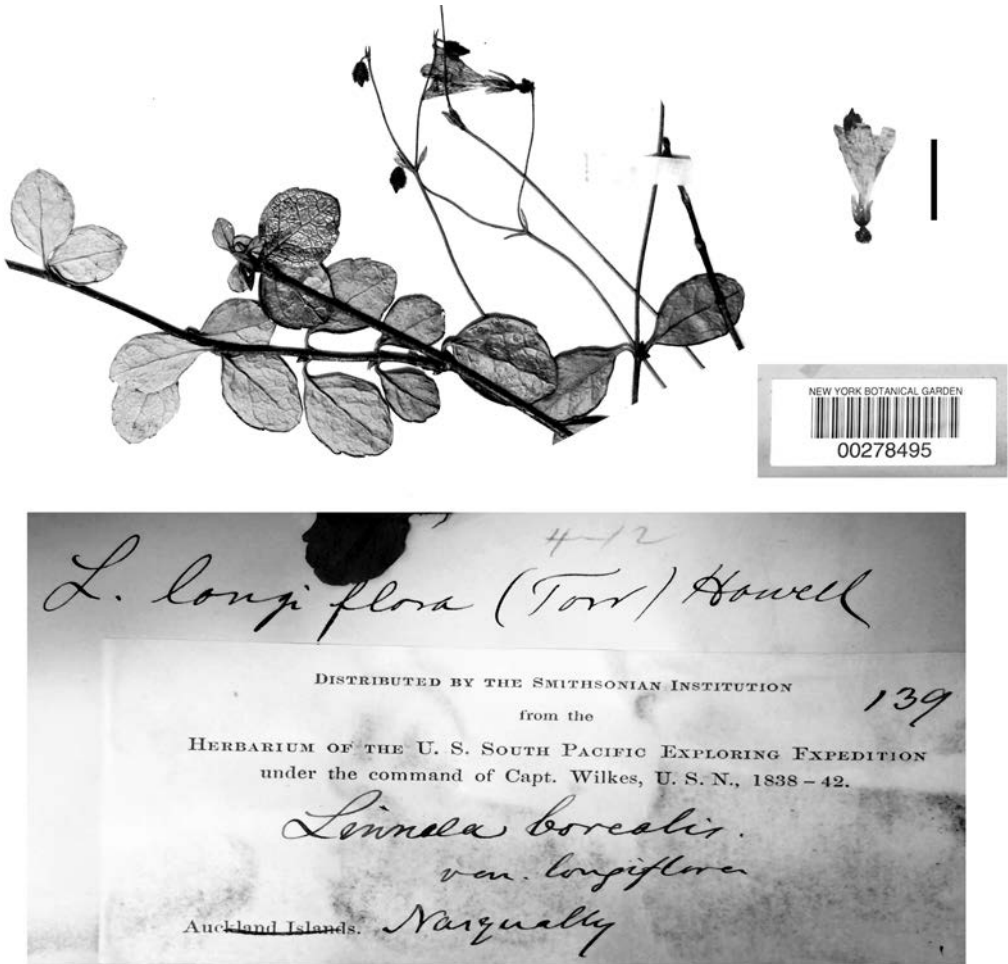 NEW YORK BOTANICAL GARDEN
00278495
4-12
L. longiflora (Torr) Howell
DISTRIBUTED BY THE SMITHSONIAN INSTITUTION
139
from the
HERBARIUM OF THE U. S. SOUTH PACIFIC EXPLORING FXPEDITION
under the command of Capt. Wilkes, U. S. N., 1838–42.
Linnaea borealis.
var. longiflora
Auckland Islands. Nasqually